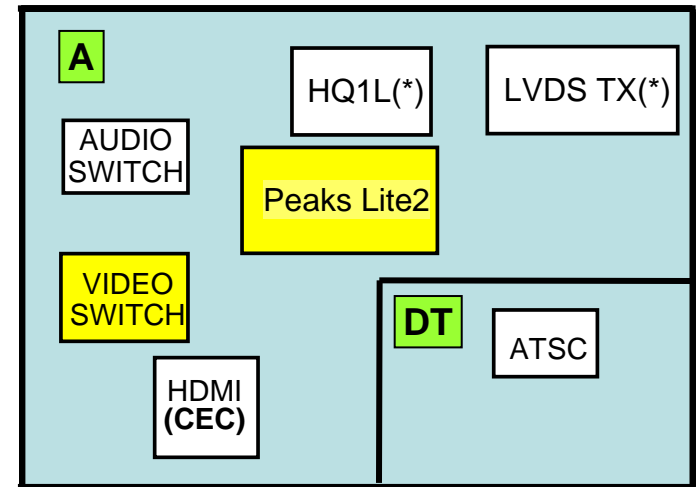 A
HQ1L(*)
LVDS TX(*)
AUDIO
SWITCH
Peaks Lite2
VIDEO
SWITCH
DT
ATSC
HDMI
(CEC)